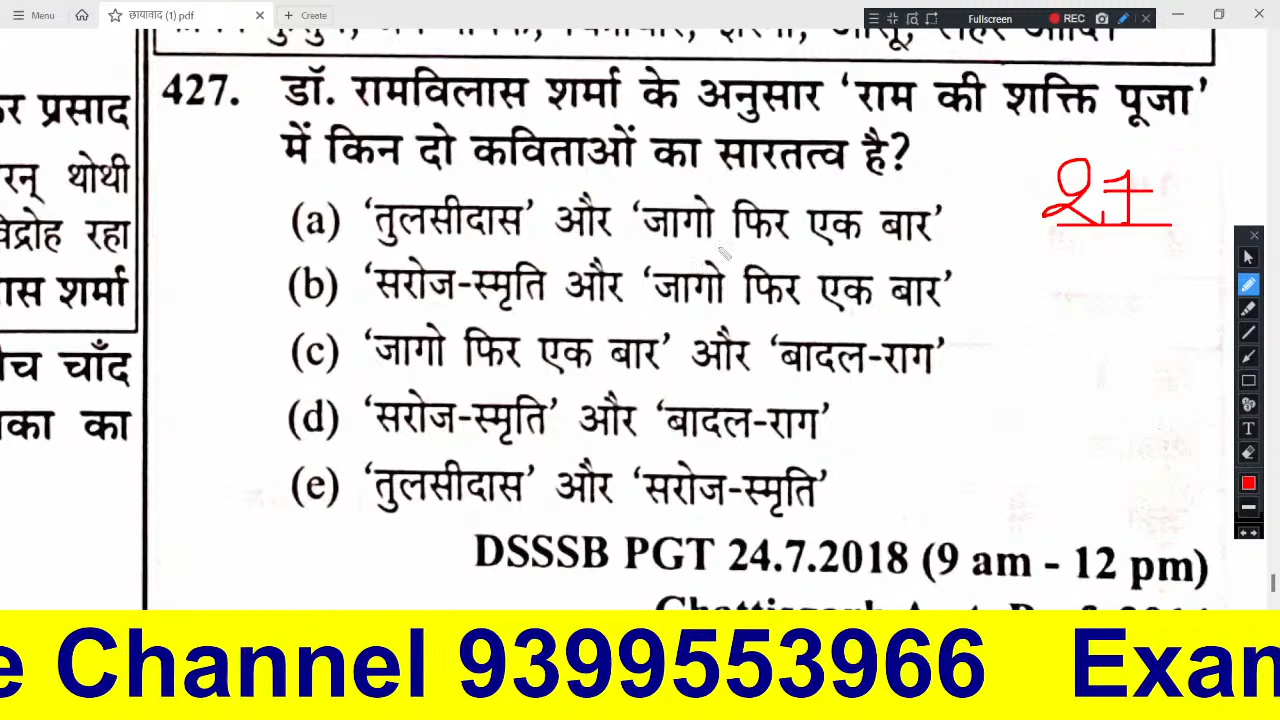 Menu
छायावाद (1).pdf
Create
Fullscreen
REC
427. डॉ. रामविलास शर्मा के अनुसार ‘राम की शक्ति पूजा’
में किन दो कविताओं का सारतत्व है?
21
(a) ‘तुलसीदास’ और ‘जागो फिर एक बार’
(b) ‘सरोज-स्मृति और ‘जागो फिर एक बार’
(c) ‘जागो फिर एक बार’ और ‘बादल-राग’
(d) ‘सरोज-स्मृति’ और ‘बादल-राग’
(e) ‘तुलसीदास’ और ‘सरोज-स्मृति’
DSSSB PGT 24.7.2018 (9 am - 12 pm)
र प्रसाद
रन् थोथी
विद्रोह रहा
ास शर्मा
ीच चाँद
का का
e Channel 9399553966 Exan